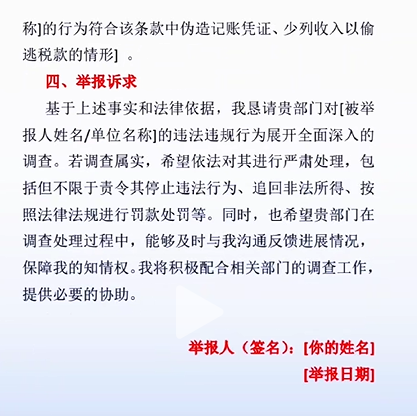 称]的行为符合该条款中伪造记账凭证、少列收入以偷
逃税款的情形］。
四、举报诉求
基于上述事实和法律依据，我恳请贵部门对[被举
报人姓名/单位名称]的违法违规行为展开全面深入的
调查。若调查属实，希望依法对其进行严肃处理，包
括但不限于责令其停止违法行为、追回非法所得、按
照法律法规进行罚款处罚等。同时，也希望贵部门在
调查处理过程中，能够及时与我沟通反馈进展情况，
保障我的知情权。我将积极配合相关部门的调查工作，
提供必要的协助。
举报人（签名）：[你的姓名]
[举报日期]